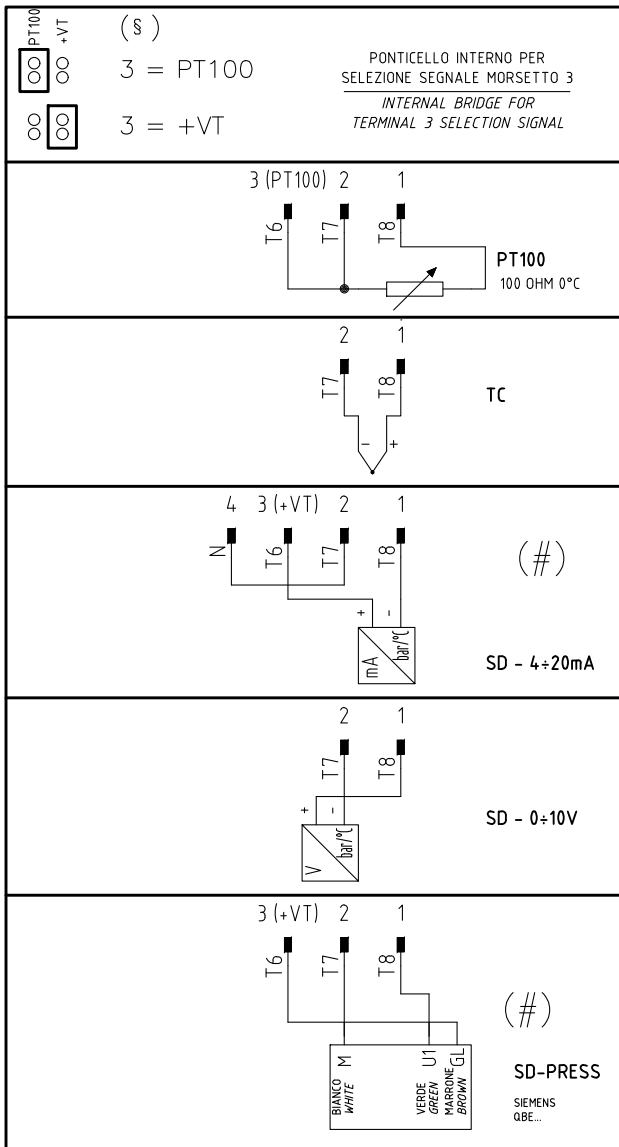 PT100 +VT
(§)
3 = PT100
3 = +VT
PONTICELLO INTERNO PER
SELEZIONE SEGNALE MORSETTO 3
INTERNAL BRIDGE FOR
TERMINAL 3 SELECTION SIGNAL
3 (PT100) 2 1
T6 T7 T8
PT100
100 OHM 0°C
2 1
T7 T8
TC
- +
4 3 (+VT) 2 1
N T6 T7 T8
(#)
+ -
mA bar/°C
SD - 4÷20mA
2 1
T7 T8
+ -
V bar/°C
SD - 0÷10V
3 (+VT) 2 1
T6 T7 T8
(#)
M U1 GL
BIANCO
WHITE
VERDE
GREEN
MARRONE
BROWN
SD-PRESS
SIEMENS
QBE...